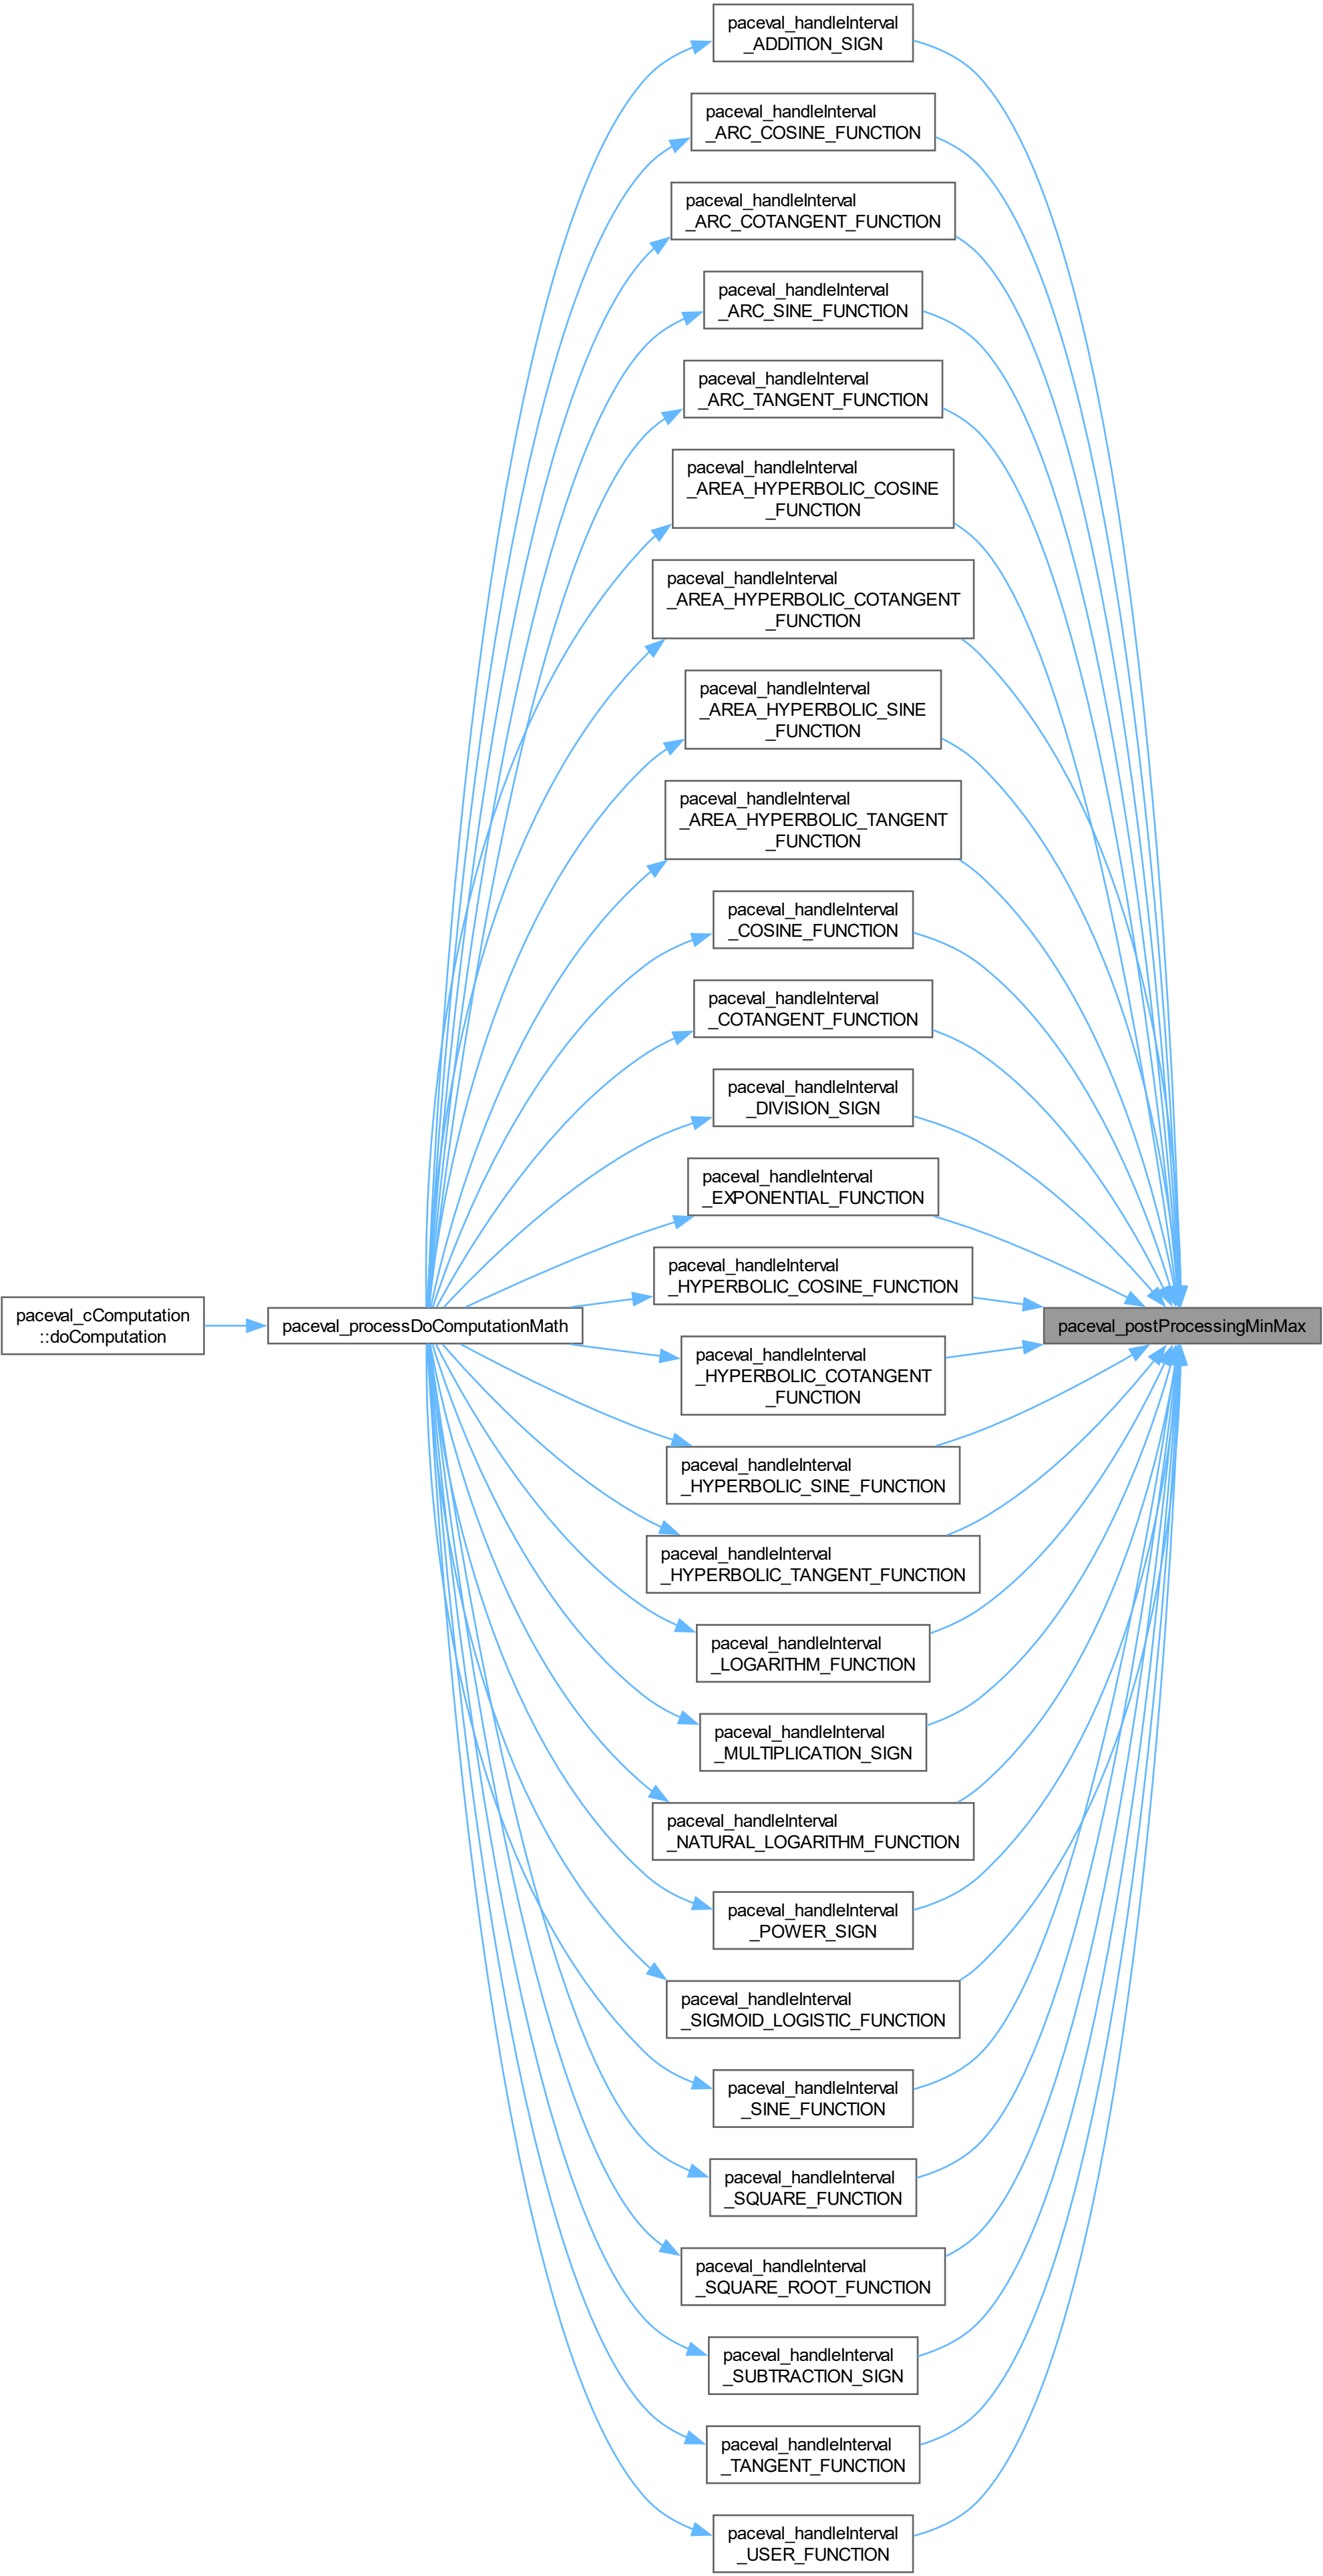 paceval_handleInterval
_ADDITION_SIGN
paceval_handleInterval
_ARC_COSINE_FUNCTION
paceval_handleInterval
_ARC_COTANGENT_FUNCTION
paceval_handleInterval
_ARC_SINE_FUNCTION
paceval_handleInterval
_ARC_TANGENT_FUNCTION
paceval_handleInterval
_AREA_HYPERBOLIC_COSINE
_FUNCTION
paceval_handleInterval
_AREA_HYPERBOLIC_COTANGENT
_FUNCTION
paceval_handleInterval
_AREA_HYPERBOLIC_SINE
_FUNCTION
paceval_handleInterval
_AREA_HYPERBOLIC_TANGENT
_FUNCTION
paceval_handleInterval
_COSINE_FUNCTION
paceval_handleInterval
_COTANGENT_FUNCTION
paceval_handleInterval
_DIVISION_SIGN
paceval_handleInterval
_EXPONENTIAL_FUNCTION
paceval_handleInterval
_HYPERBOLIC_COSINE_FUNCTION
paceval_cComputation
::doComputation
paceval_processDoComputationMath
paceval_postProcessingMinMax
paceval_handleInterval
_HYPERBOLIC_COTANGENT
_FUNCTION
paceval_handleInterval
_HYPERBOLIC_SINE_FUNCTION
paceval_handleInterval
_HYPERBOLIC_TANGENT_FUNCTION
paceval_handleInterval
_LOGARITHM_FUNCTION
paceval_handleInterval
_MULTIPLICATION_SIGN
paceval_handleInterval
_NATURAL_LOGARITHM_FUNCTION
paceval_handleInterval
_POWER_SIGN
paceval_handleInterval
_SIGMOID_LOGISTIC_FUNCTION
paceval_handleInterval
_SINE_FUNCTION
paceval_handleInterval
_SQUARE_FUNCTION
paceval_handleInterval
_SQUARE_ROOT_FUNCTION
paceval_handleInterval
_SUBTRACTION_SIGN
paceval_handleInterval
_TANGENT_FUNCTION
paceval_handleInterval
_USER_FUNCTION